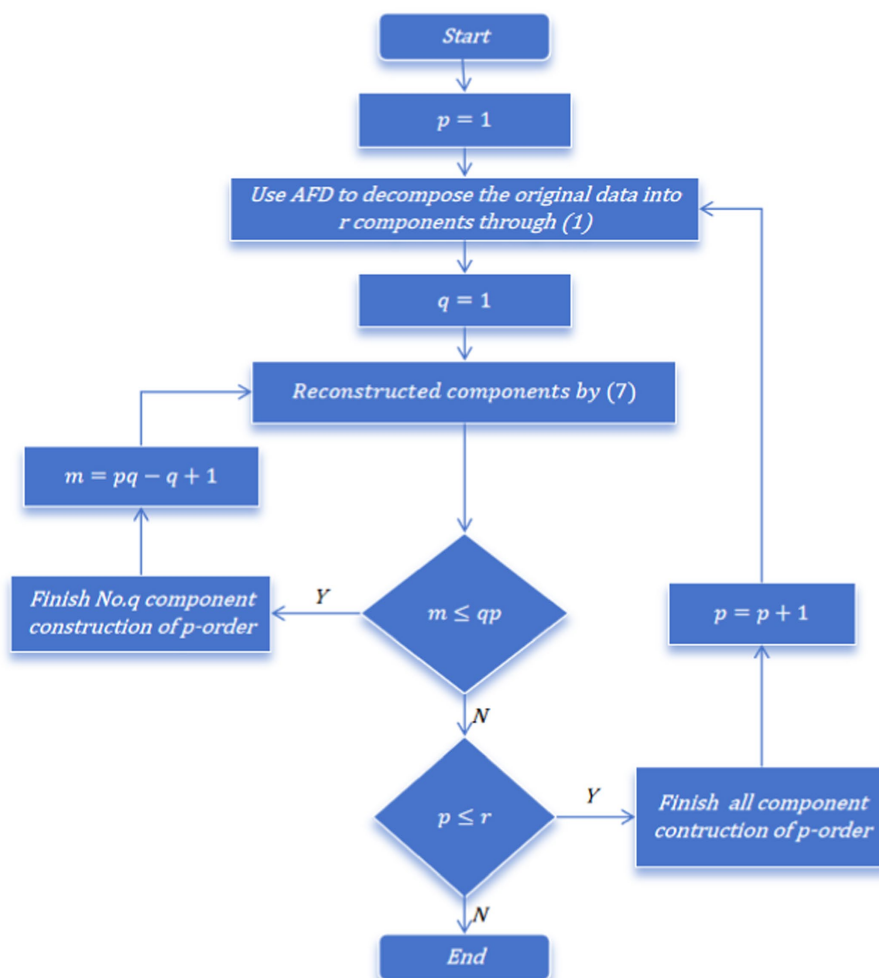 Start
p = 1
Use AFD to decompose the original data into
r components through (1)
q = 1
Reconstructed components by (7)
m = pq − q + 1
Finish No.q component
construction of p-order
Y
m ≤ qp
p = p + 1
N
p ≤ r
Y
Finish all component
contruction of p-order
N
End